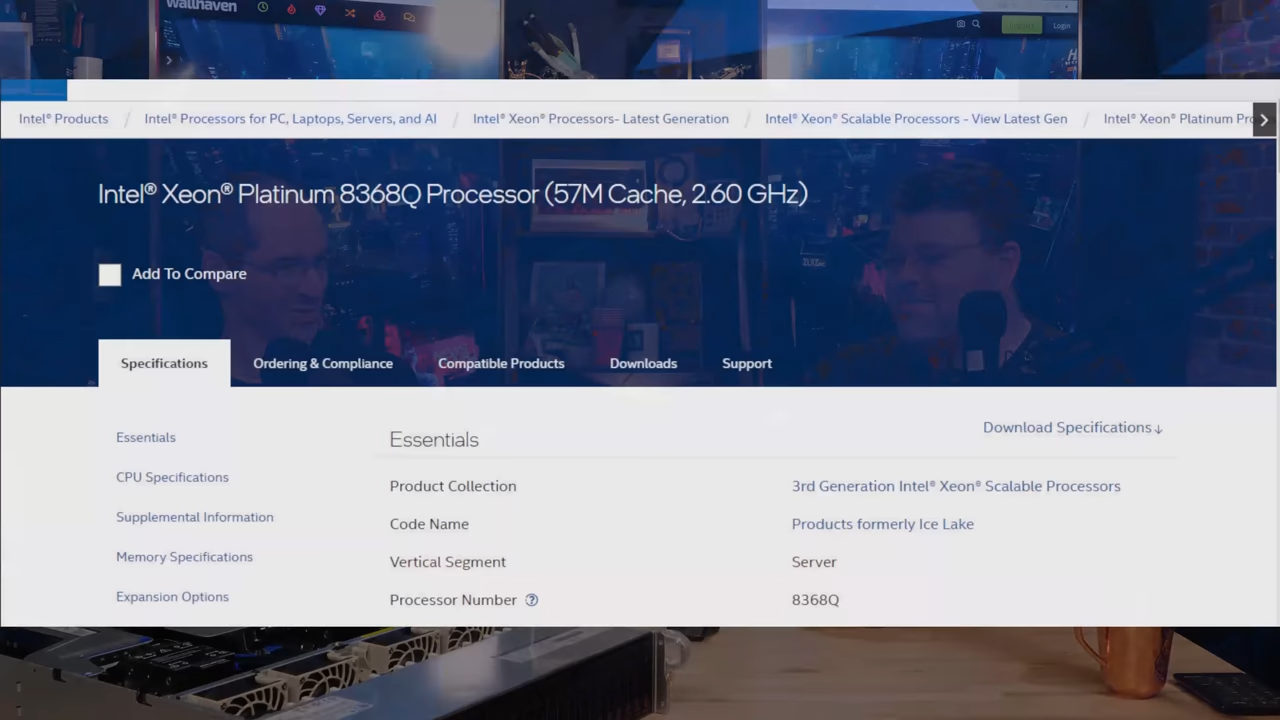 wallhaven
Login
Intel® Products / Intel® Processors for PC, Laptops, Servers, and AI / Intel® Xeon® Processors- Latest Generation / Intel® Xeon® Scalable Processors - View Latest Gen / Intel® Xeon® Platinum Pro
Intel® Xeon® Platinum 8368Q Processor (57M Cache, 2.60 GHz)
Add To Compare
Specifications Ordering & Compliance Compatible Products Downloads Support
Download Specifications↓
Essentials Essentials
CPU Specifications
Product Collection 3rd Generation Intel® Xeon® Scalable Processors
Supplemental Information
Code Name Products formerly Ice Lake
Memory Specifications
Vertical Segment Server
Expansion Options
Processor Number ? 8368Q